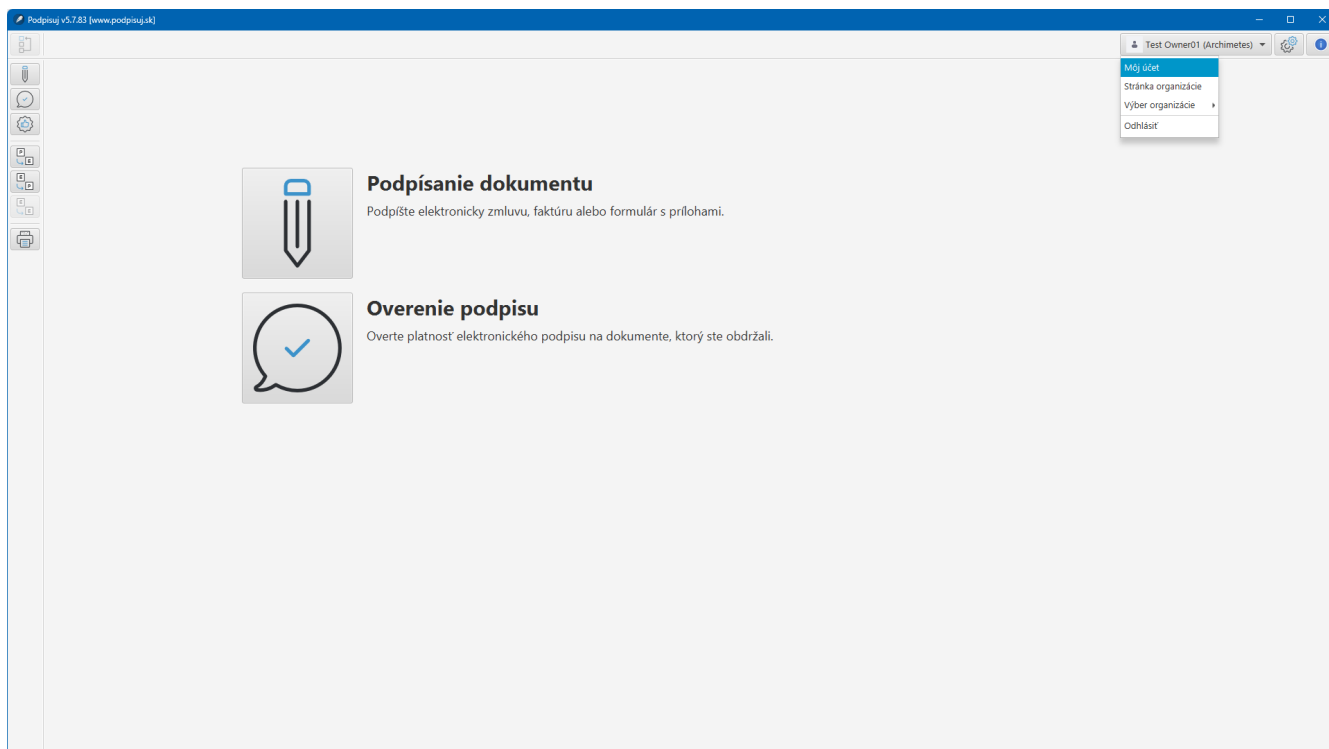 Podpisuj v5.7.83 [www.podpisuj.sk]
Test Owner01 (Archimetes)
Môj účet
Stránka organizácie
Výber organizácie
Odhlásiť
Podpísanie dokumentu
Podpíšte elektronicky zmluvu, faktúru alebo formulár s prílohami.
Overenie podpisu
Overte platnosť elektronického podpisu na dokumente, ktorý ste obdržali.